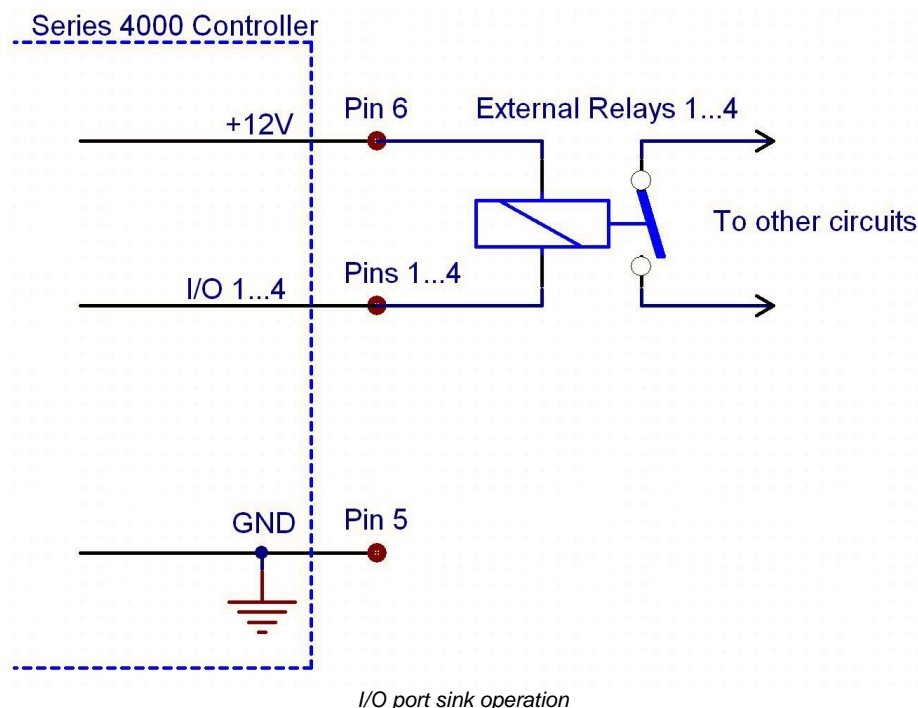 Series 4000 Controller
+12V
Pin 6
External Relays 1...4
To other circuits
I/O 1...4
Pins 1...4
GND
Pin 5
I/O port sink operation